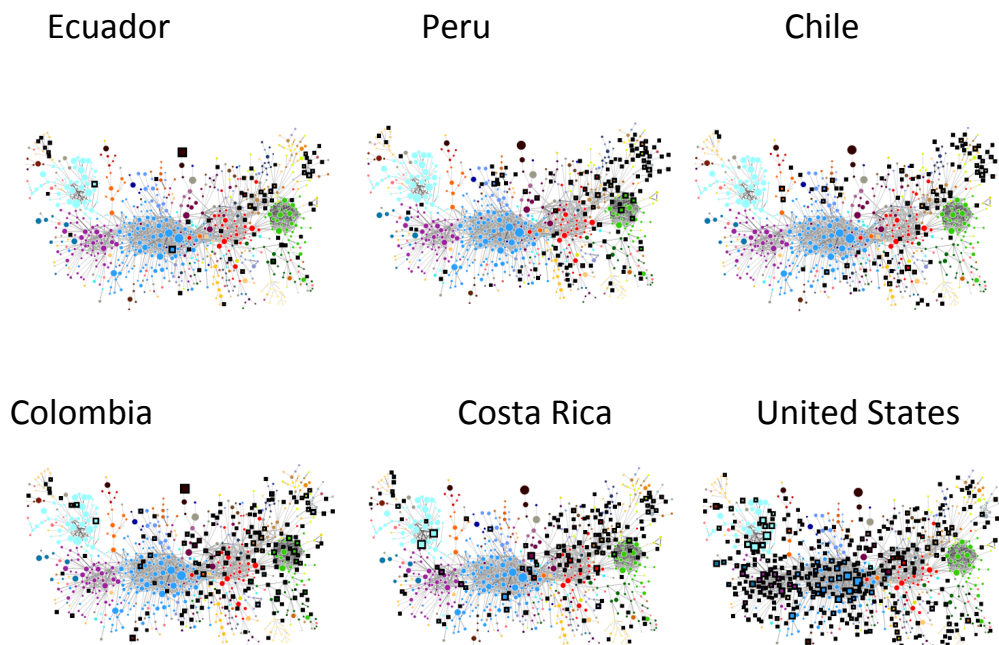 Ecuador
Peru
Chile
Colombia
Costa Rica
United States